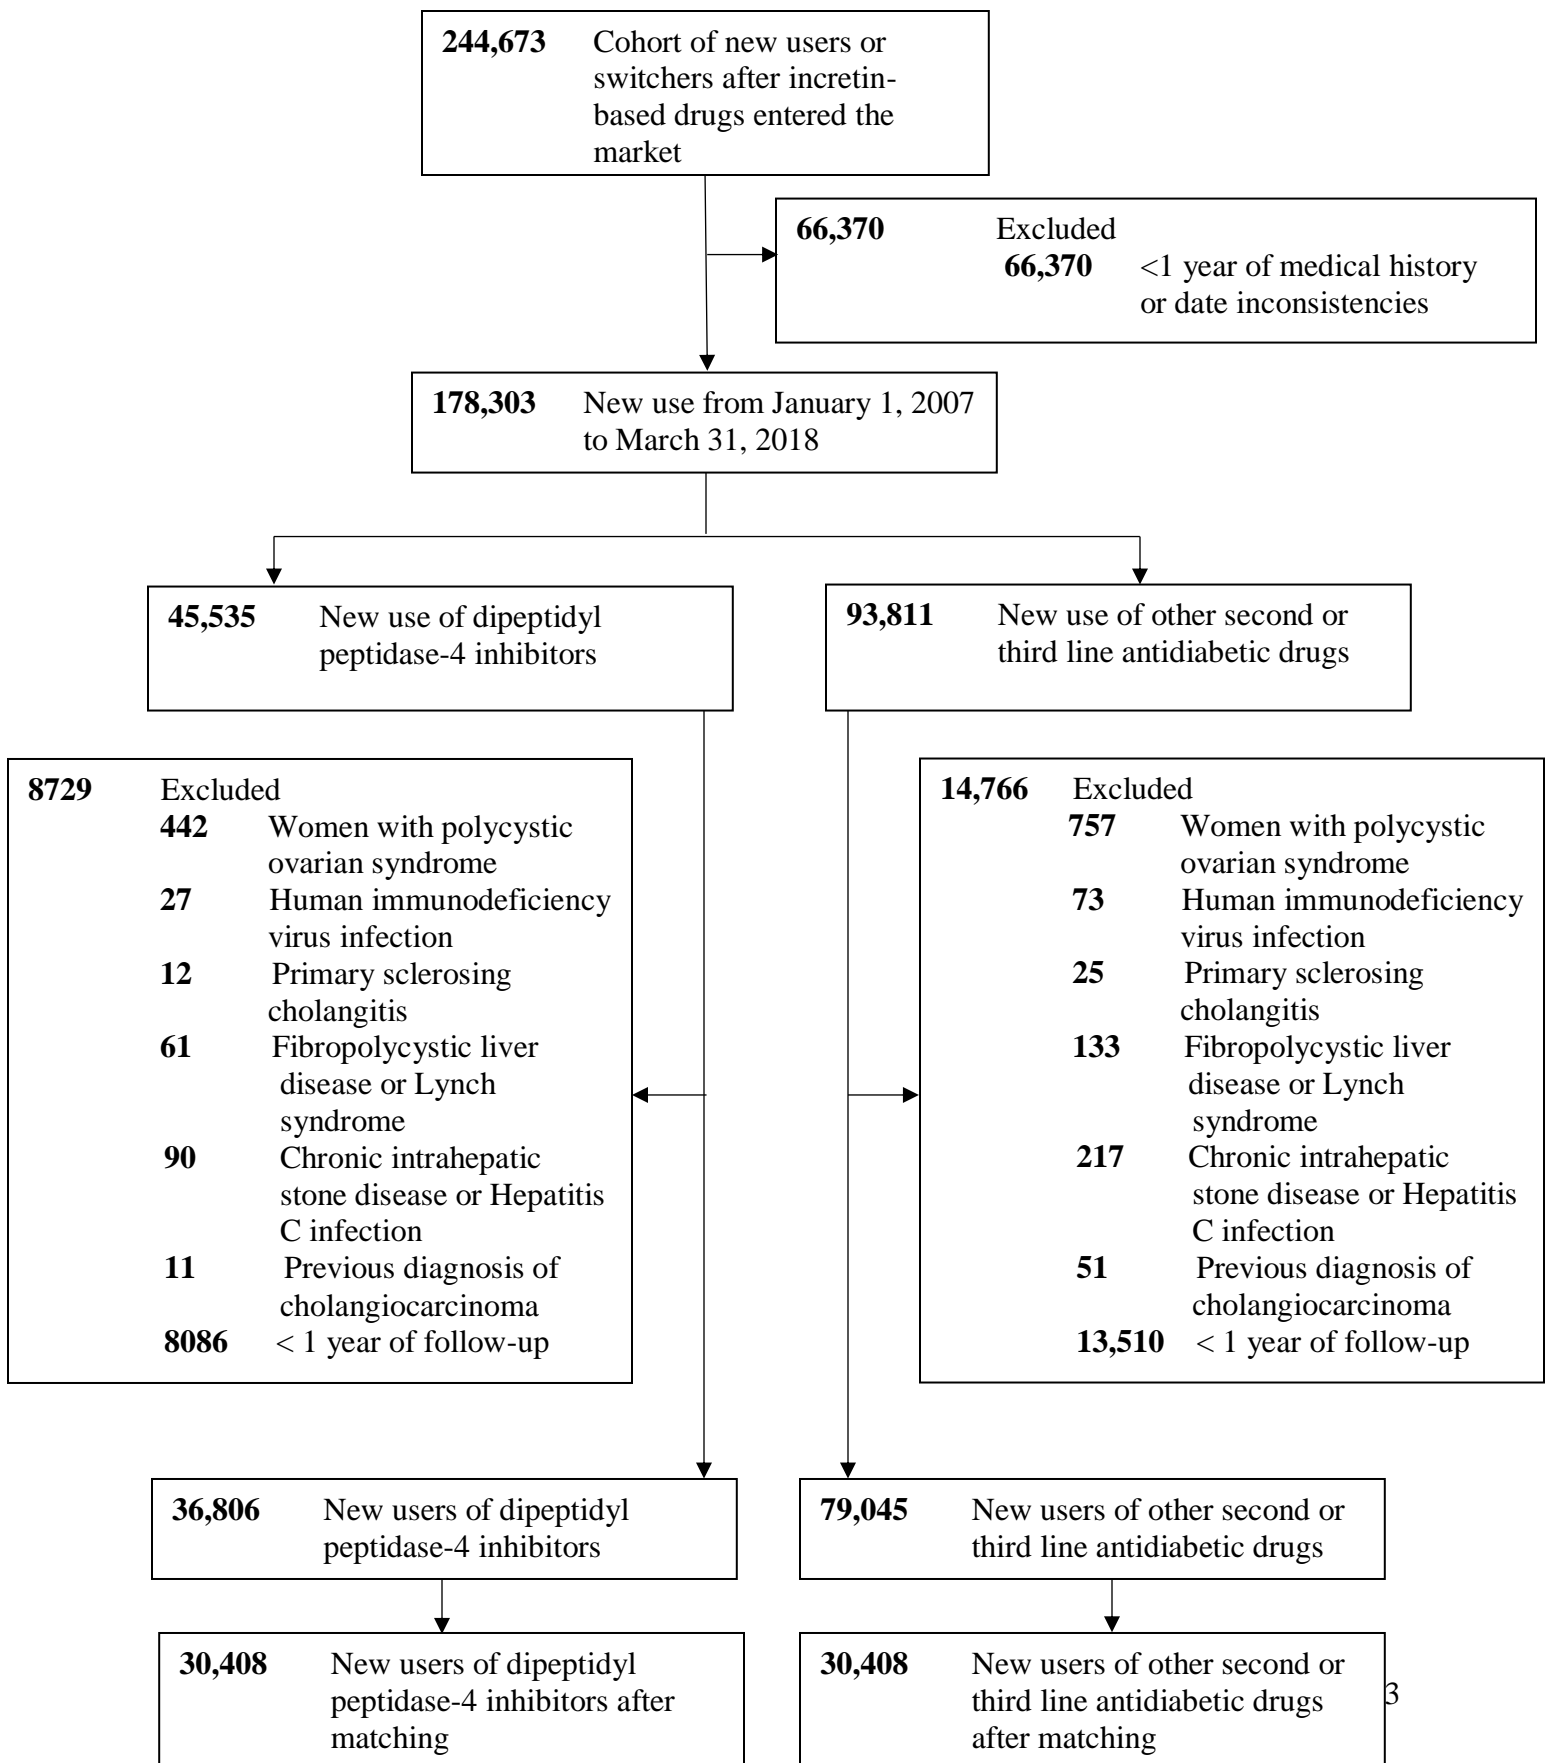 244,673 Cohort of new users or
switchers after incretin-
based drugs entered the
market
66,370 Excluded
66,370 <1 year of medical history
or date inconsistencies
178,303 New use from January 1, 2007
to March 31, 2018
45,535 New use of dipeptidyl
peptidase-4 inhibitors
93,811 New use of other second or
third line antidiabetic drugs
8729 Excluded
442 Women with polycystic
ovarian syndrome
27 Human immunodeficiency
virus infection
12 Primary sclerosing
cholangitis
61 Fibropolycystic liver
disease or Lynch
syndrome
90 Chronic intrahepatic
stone disease or Hepatitis
C infection
11 Previous diagnosis of
cholangiocarcinoma
8086 < 1 year of follow-up
14,766 Excluded
757 Women with polycystic
ovarian syndrome
73 Human immunodeficiency
virus infection
25 Primary sclerosing
cholangitis
133 Fibropolycystic liver
disease or Lynch
syndrome
217 Chronic intrahepatic
stone disease or Hepatitis
C infection
51 Previous diagnosis of
cholangiocarcinoma
13,510 < 1 year of follow-up
36,806 New users of dipeptidyl
peptidase-4 inhibitors
79,045 New users of other second or
third line antidiabetic drugs
30,408 New users of dipeptidyl
peptidase-4 inhibitors after
matching
30,408 New users of other second or
third line antidiabetic drugs
after matching
3